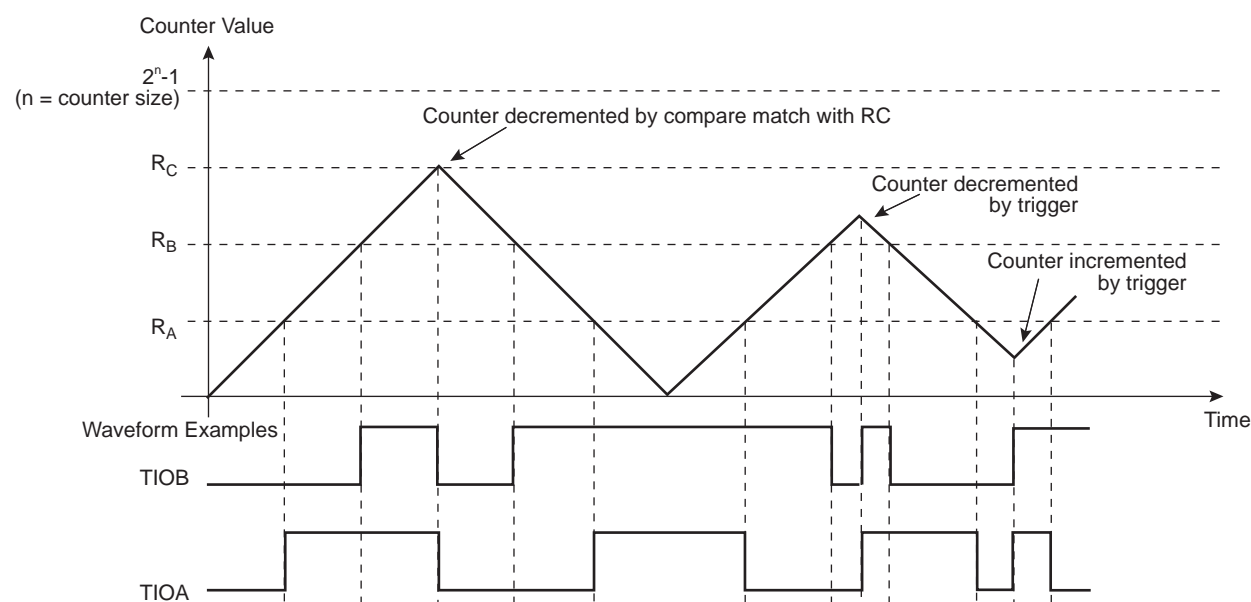 Counter Value
2ⁿ-1
(n = counter size)
Counter decremented by compare match with RC
R_C
Counter decremented
by trigger
R_B
Counter incremented
by trigger
R_A
Time
Waveform Examples
TIOB
TIOA